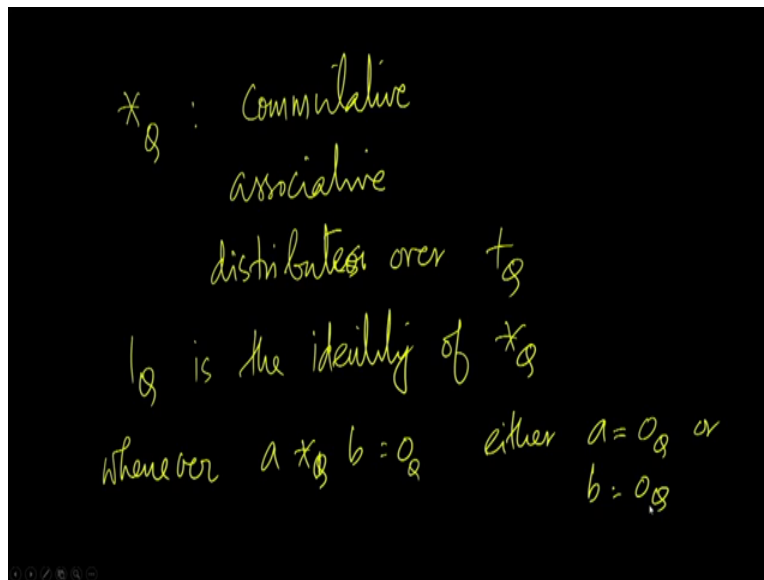 *Q : commutative
associative
distributes over +Q
1Q is the identity of *Q
whenever a *Q b = 0Q either a = 0Q or
b = 0Q